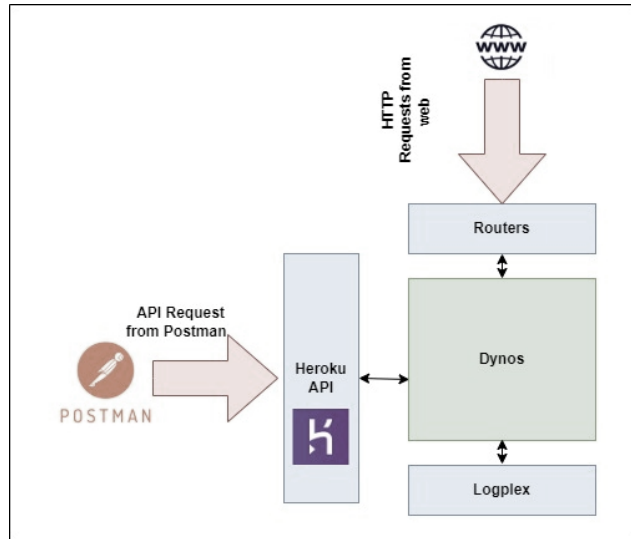 WWW
HTTP
Requests from
web
Routers
API Request
from Postman
Heroku
API
Dynos
POSTMAN
Logplex